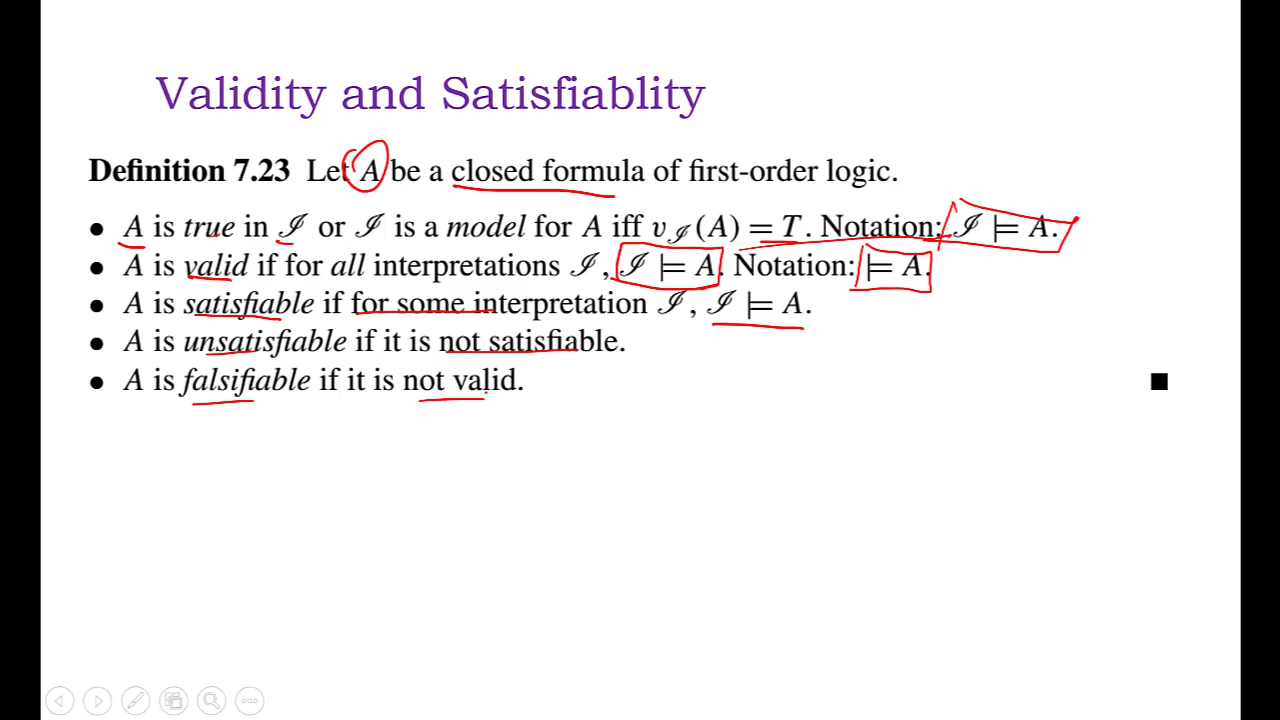 Validity and Satisfiablity
Definition 7.23 Let A be a closed formula of first-order logic.
• A is true in ℐ or ℐ is a model for A iff v_ℐ(A) = T. Notation: ℐ ⊨ A.
• A is valid if for all interpretations ℐ, ℐ ⊨ A. Notation: ⊨ A.
• A is satisfiable if for some interpretation ℐ, ℐ ⊨ A.
• A is unsatisfiable if it is not satisfiable.
• A is falsifiable if it is not valid.